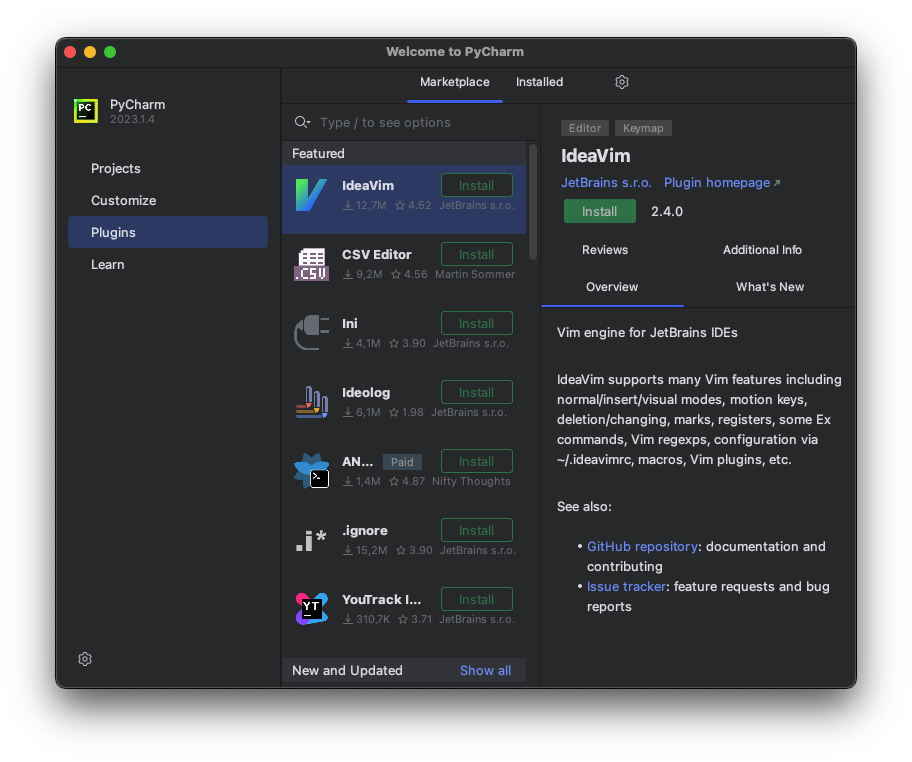 Welcome to PyCharm
PC
PyCharm
2023.1.4
Projects
Customize
Plugins
Learn
Marketplace
Installed
Type / to see options
Featured
IdeaVim
Install
12,7M 4.52 JetBrains s.r.o.
CSV Editor
Install
.CSV
9,2M 4.56 Martin Sommer
Ini
Install
4,1M 3.90 JetBrains s.r.o.
Ideolog
Install
6,1M 1.98 JetBrains s.r.o.
AN... Paid
Install
1,4M 4.87 Nifty Thoughts
.i*
.ignore
Install
15,2M 3.90 JetBrains s.r.o.
YT
YouTrack I...
Install
310,7K 3.71 JetBrains s.r.o.
New and Updated
Show all
Editor Keymap
IdeaVim
JetBrains s.r.o. Plugin homepage
Install 2.4.0
Reviews Additional Info
Overview What's New
Vim engine for JetBrains IDEs
IdeaVim supports many Vim features including
normal/insert/visual modes, motion keys,
deletion/changing, marks, registers, some Ex
commands, Vim regexps, configuration via
~/.ideavimrc, macros, Vim plugins, etc.
See also:
• GitHub repository: documentation and
contributing
• Issue tracker: feature requests and bug
reports